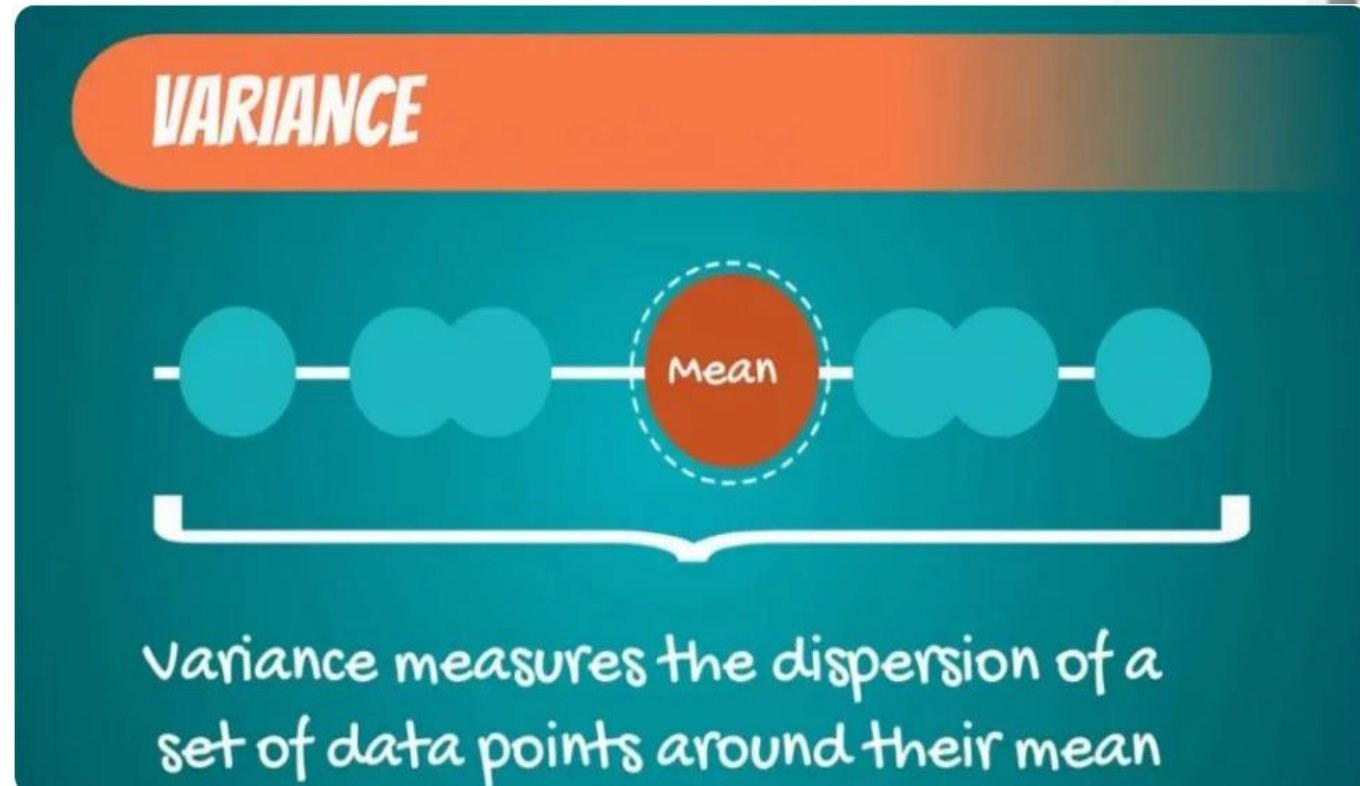 VARIANCE
Mean
Variance measures the dispersion of a
set of data points around their mean